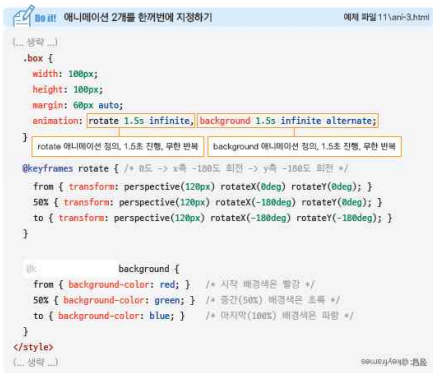 Do it! 애니메이션 2개를 한꺼번에 지정하기 예제 파일 11\ani-3.html
(... 생략 ...)
.box {
width: 100px;
height: 100px;
margin: 60px auto;
animation: rotate 1.5s infinite, background 1.5s infinite alternate;
}
rotate 애니메이션 정의, 1.5초 진행, 무한 반복 background 애니메이션 정의, 1.5초 진행, 무한 반복
@keyframes rotate { /* 0도 -> x축 -180도 회전 -> y축 -180도 회전 */
from { transform: perspective(120px) rotateX(0deg) rotateY(0deg); }
50% { transform: perspective(120px) rotateX(-180deg) rotateY(0deg); }
to { transform: perspective(120px) rotateX(-180deg) rotateY(-180deg); }
}
@k background {
from { background-color: red; } /* 시작 배경색은 빨강 */
50% { background-color: green; } /* 중간(50%) 배경색은 초록 */
to { background-color: blue; } /* 마지막(100%) 배경색은 파랑 */
}
</style>
(... 생략 ...)
정답: @keyframes